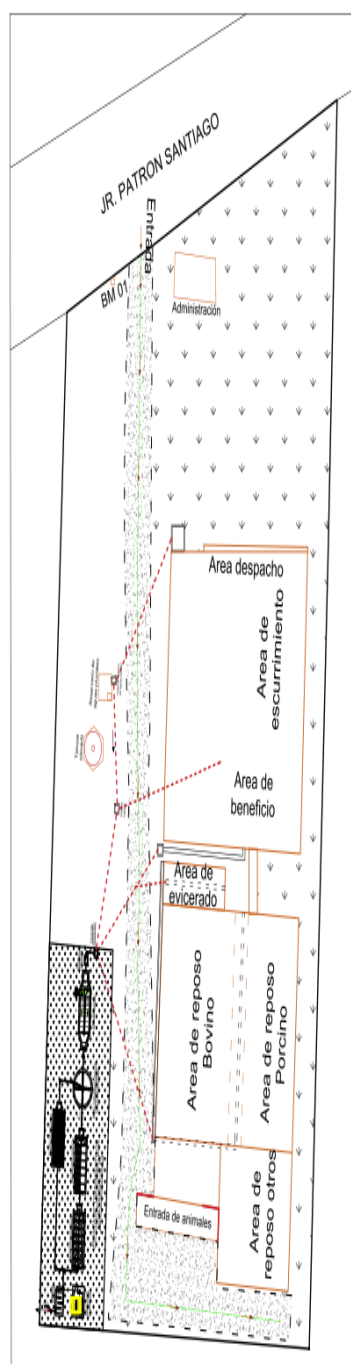 JR. PATRON SANTIAGO
Entrada
BM 01
Administración
Area despacho
Area de
escurrimiento
Area de
beneficio
Area de
evicerado
Area de reposo
Bovino
Area de reposo
Porcino
Area de
reposo otros
Entrada de animales